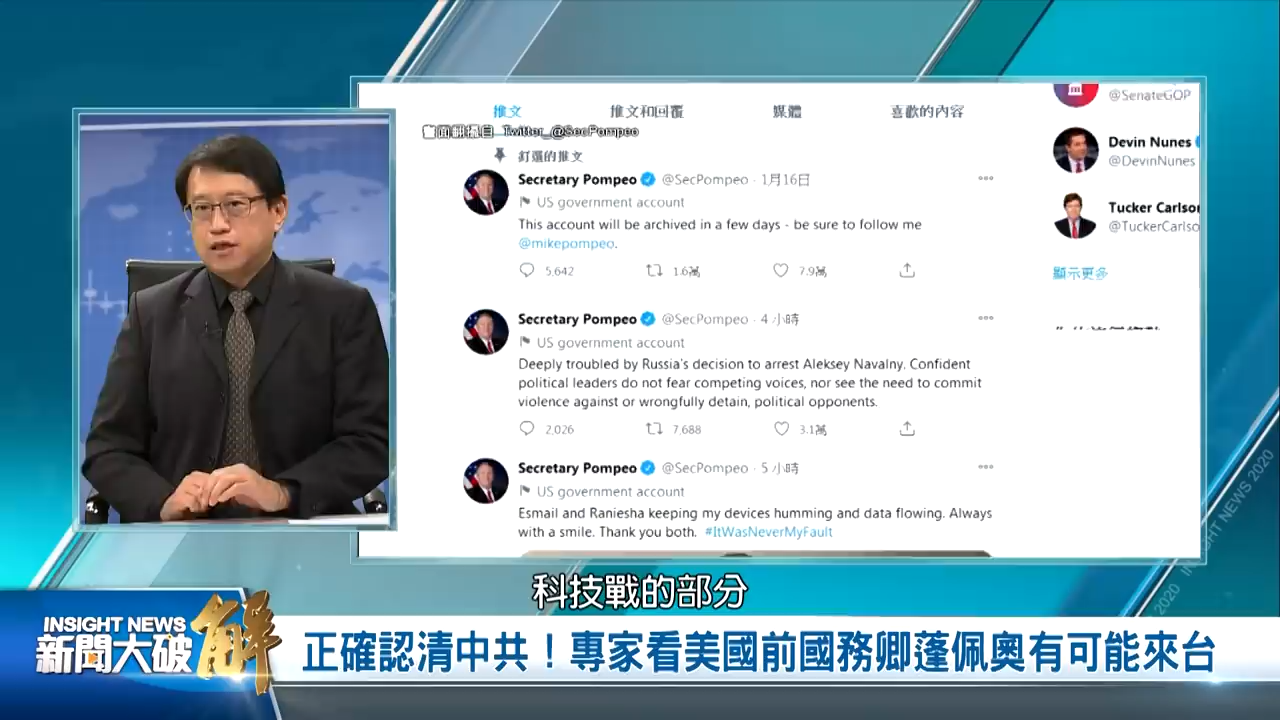 推文 推文和回覆 媒體 喜歡的內容
畫面翻攝自 Twitter_@SecPompeo
釘選的推文
Secretary Pompeo @SecPompeo · 1月16日
US government account
This account will be archived in a few days - be sure to follow me
@mikepompeo.
5,642 1.6萬 7.9萬
Secretary Pompeo @SecPompeo · 4 小時
US government account
Deeply troubled by Russia's decision to arrest Aleksey Navalny. Confident
political leaders do not fear competing voices, nor see the need to commit
violence against or wrongfully detain, political opponents.
2,026 7,688 3.1萬
Secretary Pompeo @SecPompeo · 5 小時
US government account
Esmail and Raniesha keeping my devices humming and data flowing. Always
with a smile. Thank you both. #ItWasNeverMyFault
@SenateGOP
Devin Nunes
@DevinNunes
Tucker Carlson
@TuckerCarlso
顯示更多
INSIGHT NEWS 2020
2020
科技戰的部分
INSIGHT NEWS
新聞大破解
正確認清中共！專家看美國前國務卿蓬佩奧有可能來台